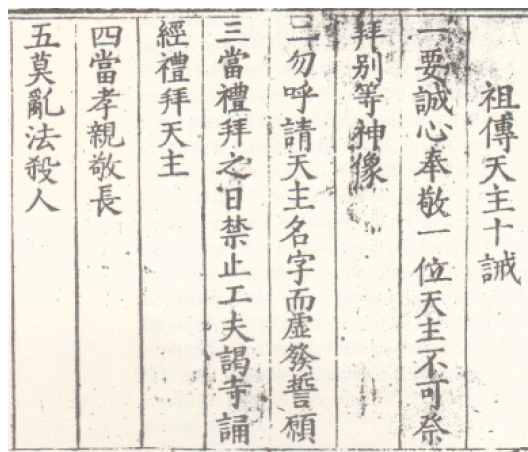 祖傳天主十誡
一要誠心奉敬一位天主不可祭
拜別等神像
二勿呼請天主名字而虛發誓願
三當禮拜之日禁止工夫謁寺誦
經禮拜天主
四當孝親敬長
五莫亂法殺人